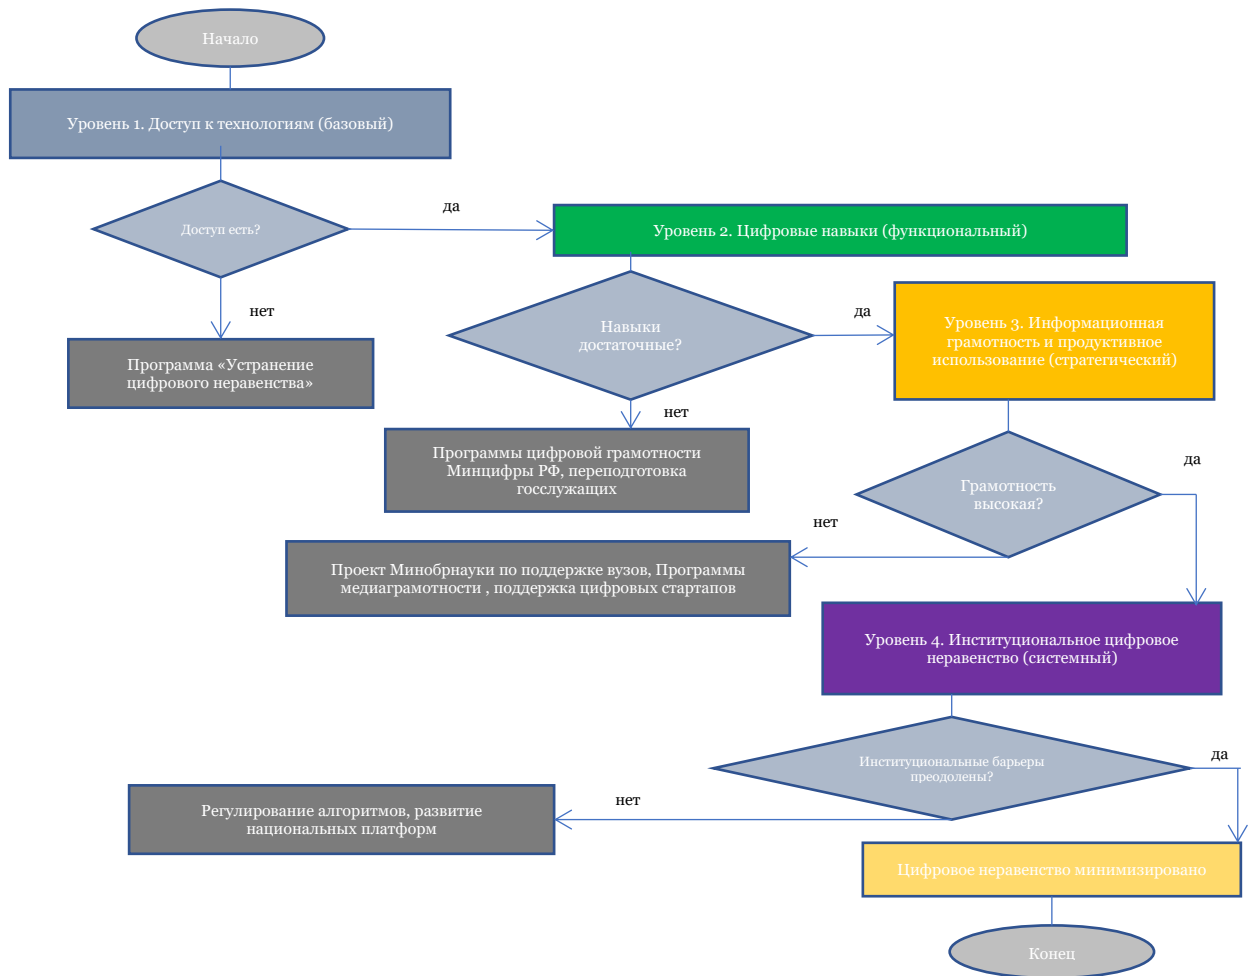 Начало
Уровень 1. Доступ к технологиям (базовый)
Доступ есть?
да
Уровень 2. Цифровые навыки (функциональный)
нет
Программа «Устранение
цифрового неравенства»
Навыки
достаточные?
да
Уровень 3. Информационная
грамотность и продуктивное
использование (стратегический)
нет
Программы цифровой грамотности
Минцифры РФ, переподготовка
госслужащих
Грамотность
высокая?
да
нет
Проект Минобрнауки по поддержке вузов, Программы
медиаграмотности , поддержка цифровых стартапов
Уровень 4. Институциональное цифровое
неравенство (системный)
Институциональные барьеры
преодолены?
да
нет
Регулирование алгоритмов, развитие
национальных платформ
Цифровое неравенство минимизировано
Конец